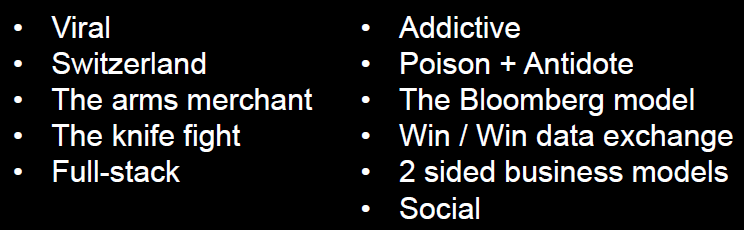 • Viral
• Switzerland
• The arms merchant
• The knife fight
• Full-stack
• Addictive
• Poison + Antidote
• The Bloomberg model
• Win / Win data exchange
• 2 sided business models
• Social